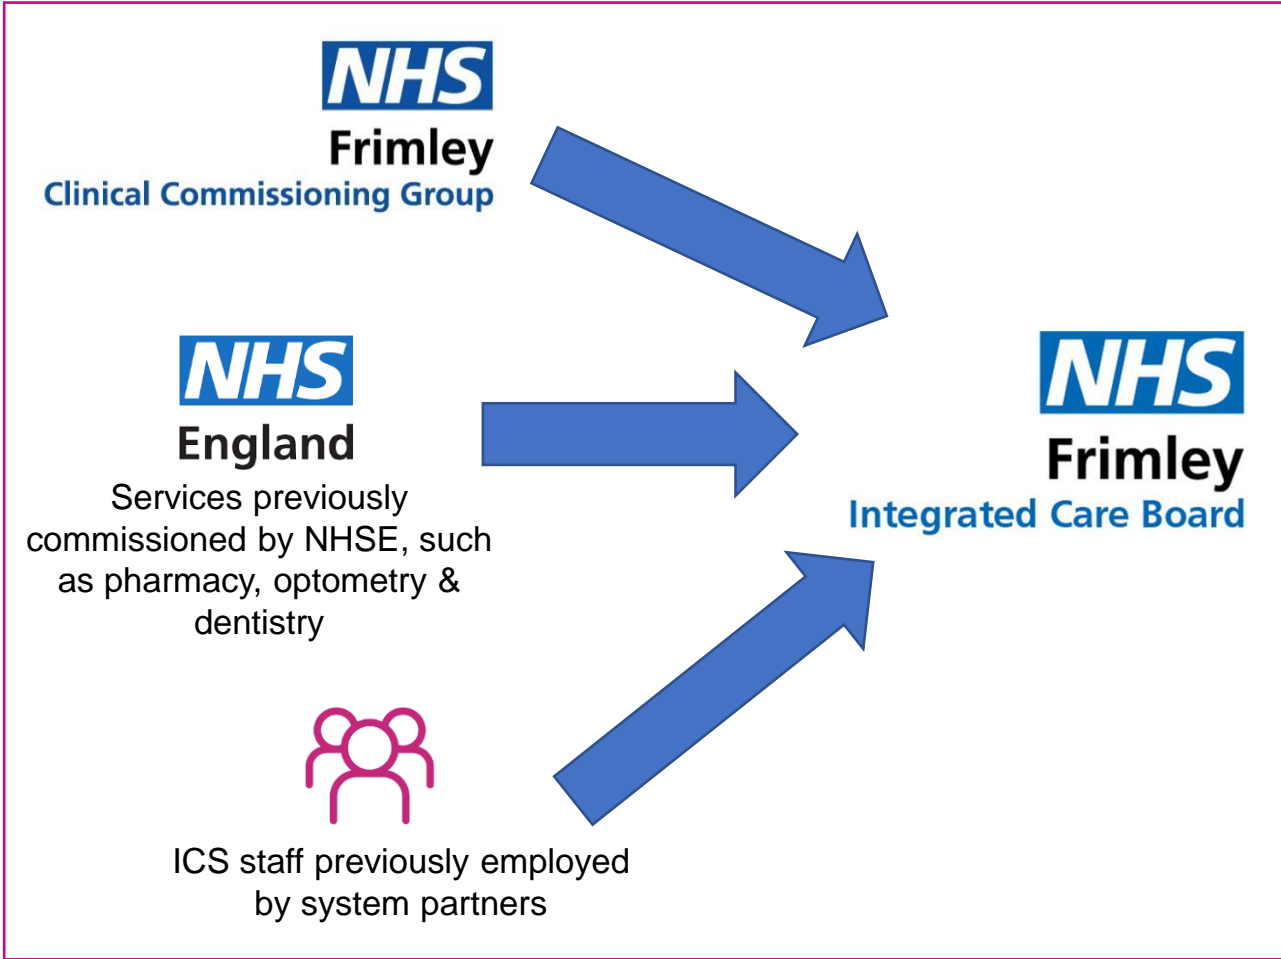 NHS
Frimley
Clinical Commissioning Group
NHS
England
Services previously
commissioned by NHSE, such
as pharmacy, optometry &
dentistry
ICS staff previously employed
by system partners
NHS
Frimley
Integrated Care Board